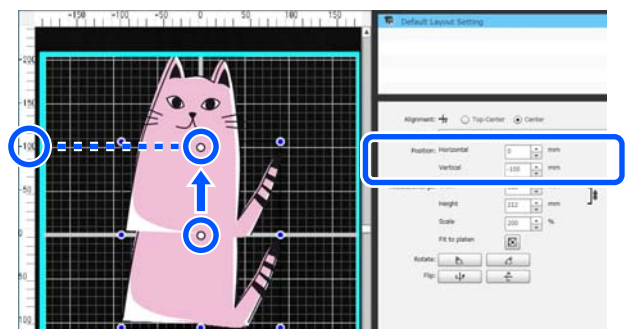 -150 -100 -50 0 50 100 150
Default Layout Setting
-200
-150
-100
-50
0
50
100
Alignment: Top-Center Center
Position: Horizontal 0 mm
Vertical -100 mm
Height 212 mm
Scale 200 %
Fit to platen
Rotate:
Flip: